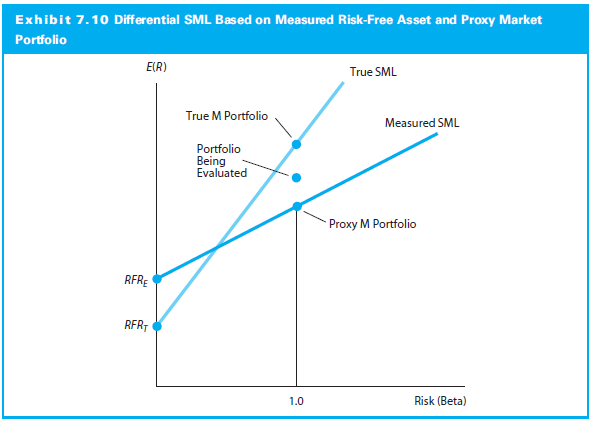 Exhibit 7.10 Differential SML Based on Measured Risk-Free Asset and Proxy Market
Portfolio
E(R)
True SML
True M Portfolio
Measured SML
Portfolio
Being
Evaluated
Proxy M Portfolio
RFR_E
RFR_T
1.0
Risk (Beta)